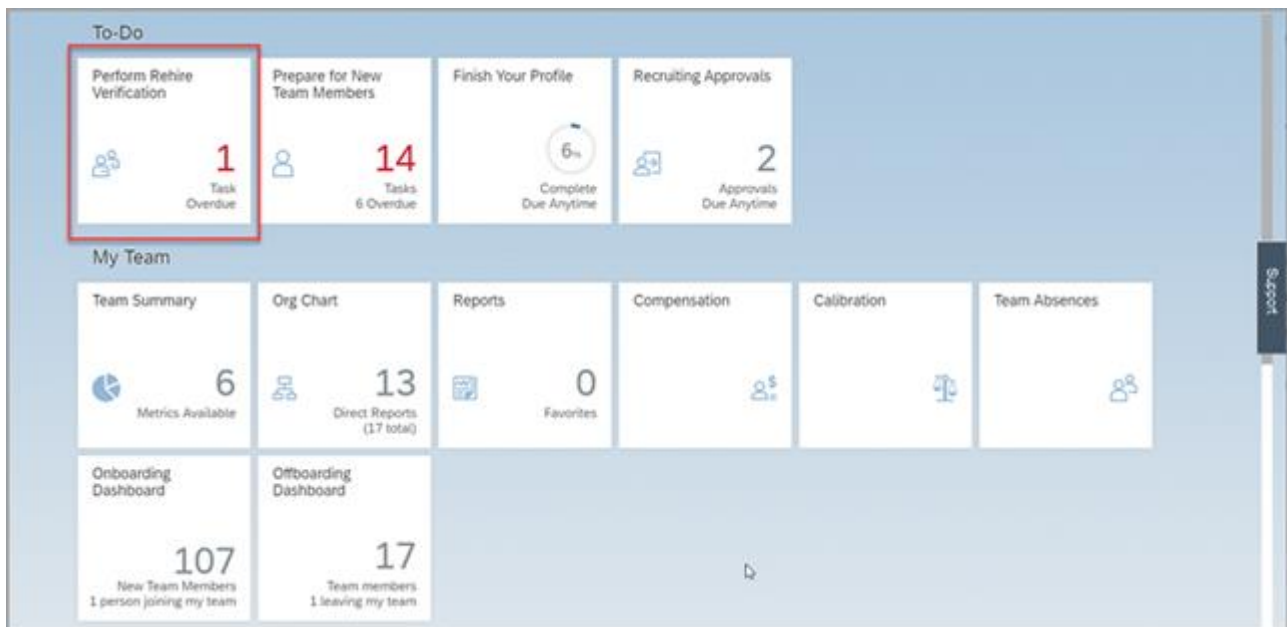 To-Do
Perform Rehire
Verification
1
Task
Overdue
Prepare for New
Team Members
14
Tasks
6 Overdue
Finish Your Profile
6%
Complete
Due Anytime
Recruiting Approvals
2
Approvals
Due Anytime
My Team
Team Summary
6
Metrics Available
Org Chart
13
Direct Reports
(17 total)
Reports
0
Favorites
Compensation
Calibration
Team Absences
Onboarding
Dashboard
107
New Team Members
1 person joining my team
Offboarding
Dashboard
17
Team members
1 leaving my team
Support